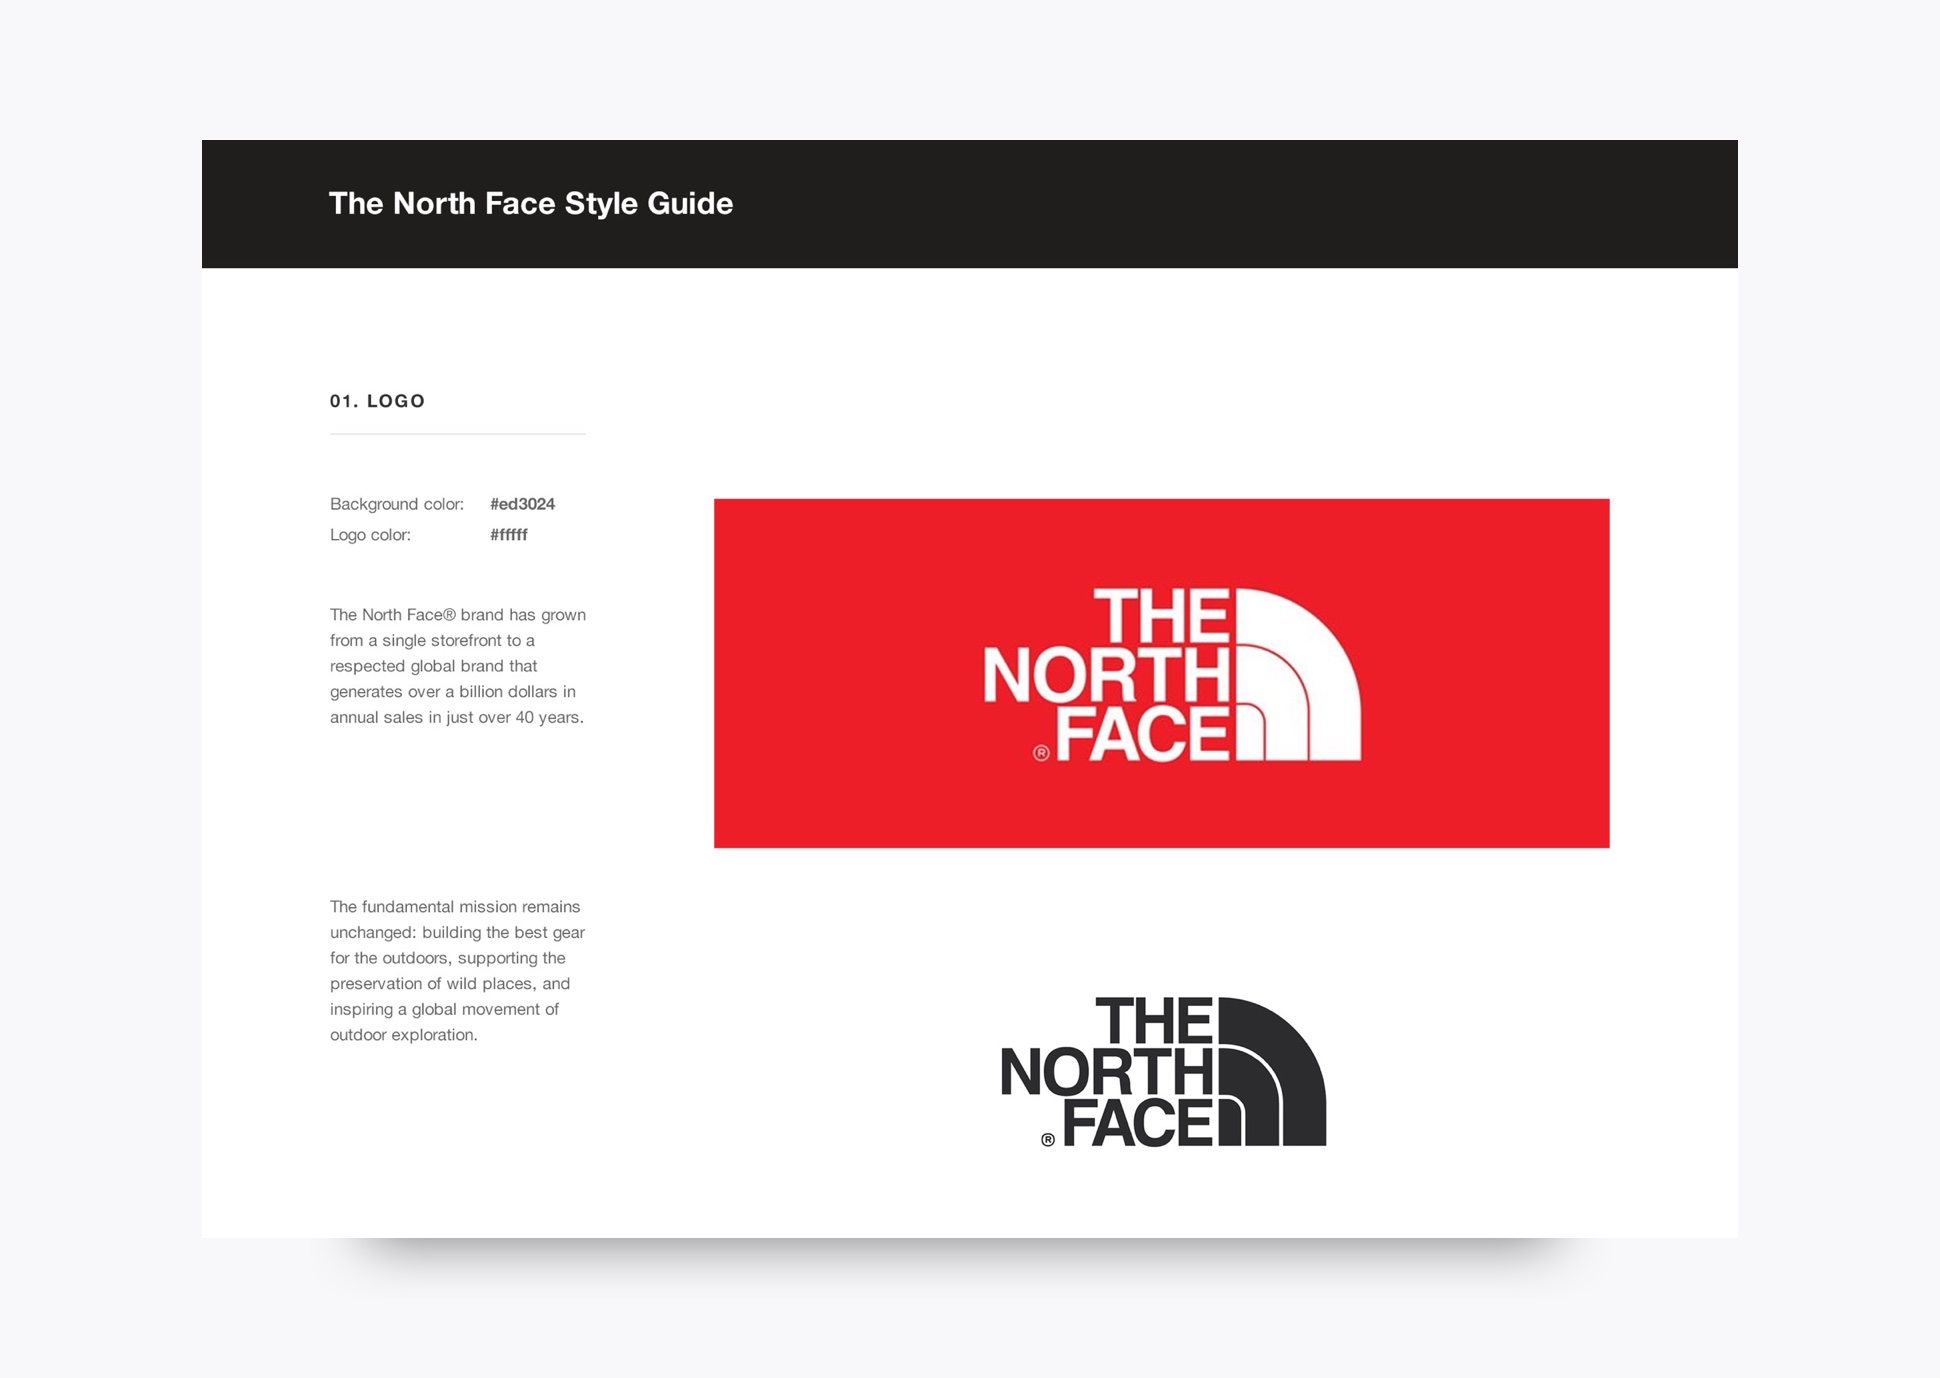 The North Face Style Guide
01. LOGO
Background color: #ed3024
Logo color: #fffff
The North Face® brand has grown
from a single storefront to a
respected global brand that
generates over a billion dollars in
annual sales in just over 40 years.
The fundamental mission remains
unchanged: building the best gear
for the outdoors, supporting the
preservation of wild places, and
inspiring a global movement of
outdoor exploration.
THE
NORTH
® FACE
THE
NORTH
® FACE